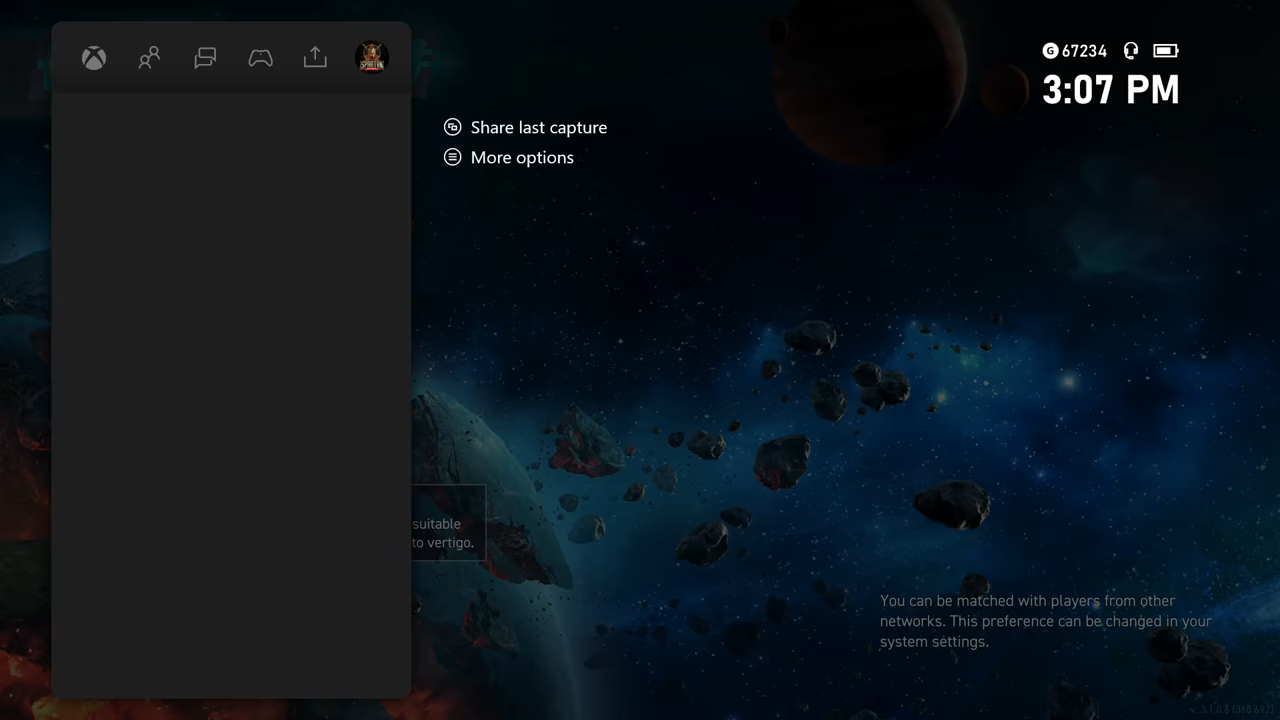 67234
3:07 PM
Share last capture
More options
suitable
to vertigo.
You can be matched with players from other
networks. This preference can be changed in your
system settings.